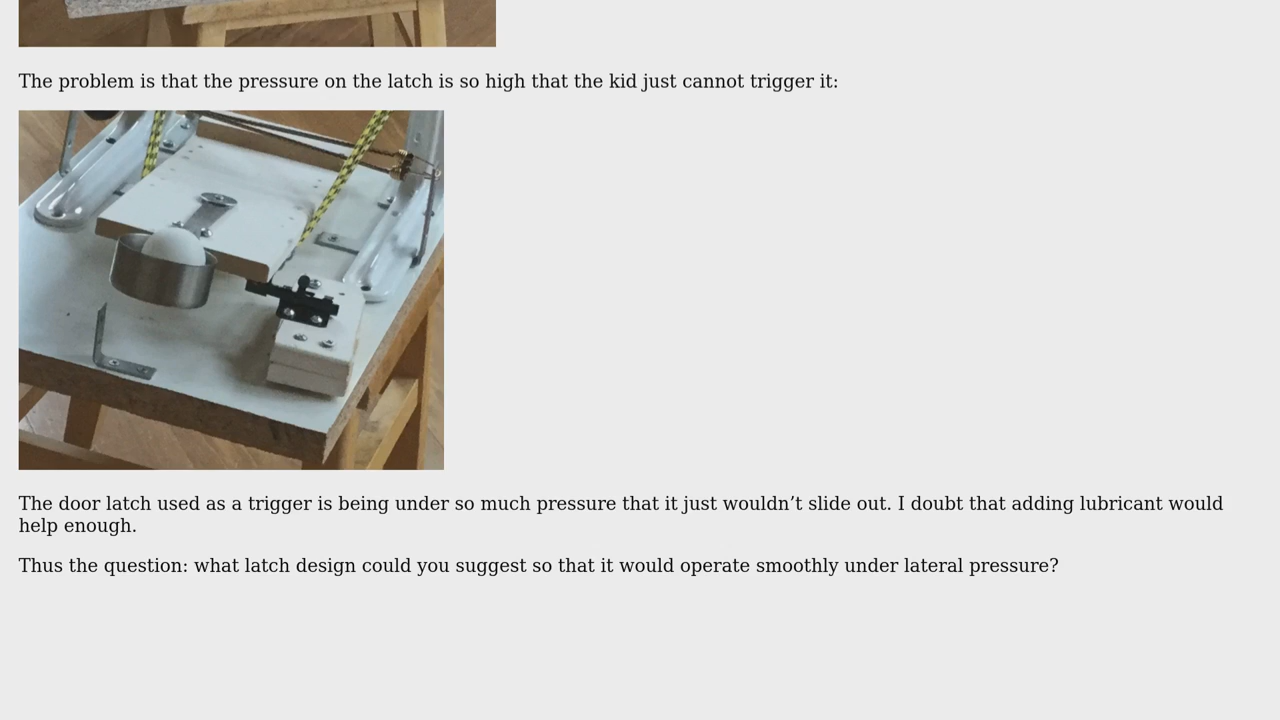 The problem is that the pressure on the latch is so high that the kid just cannot trigger it:
The door latch used as a trigger is being under so much pressure that it just wouldn’t slide out. I doubt that adding lubricant would
help enough.
Thus the question: what latch design could you suggest so that it would operate smoothly under lateral pressure?